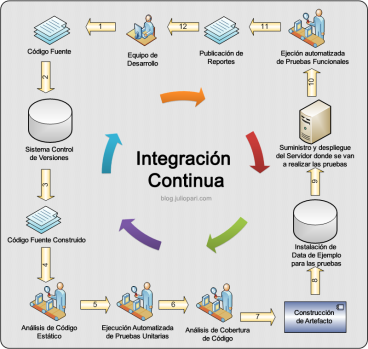 1
12
11
Código Fuente
Equipo de
Desarrollo
Publicación de
Reportes
Ejeción automatizada
de Pruebas Funcionales
2
10
Sistema Control
de Versiones
Integración
Continua
blog.juliopari.com
Suministro y despliegue
del Servidor donde se van
a realizar las pruebas
3
9
Código Fuente Construido
Instalación de
Data de Ejemplo
para las pruebas
4
8
5
6
7
Construcción
de Artefacto
Análisis de Código
Estático
Ejecución Automatizada
de Pruebas Unitarias
Análisis de Cobertura
de Código